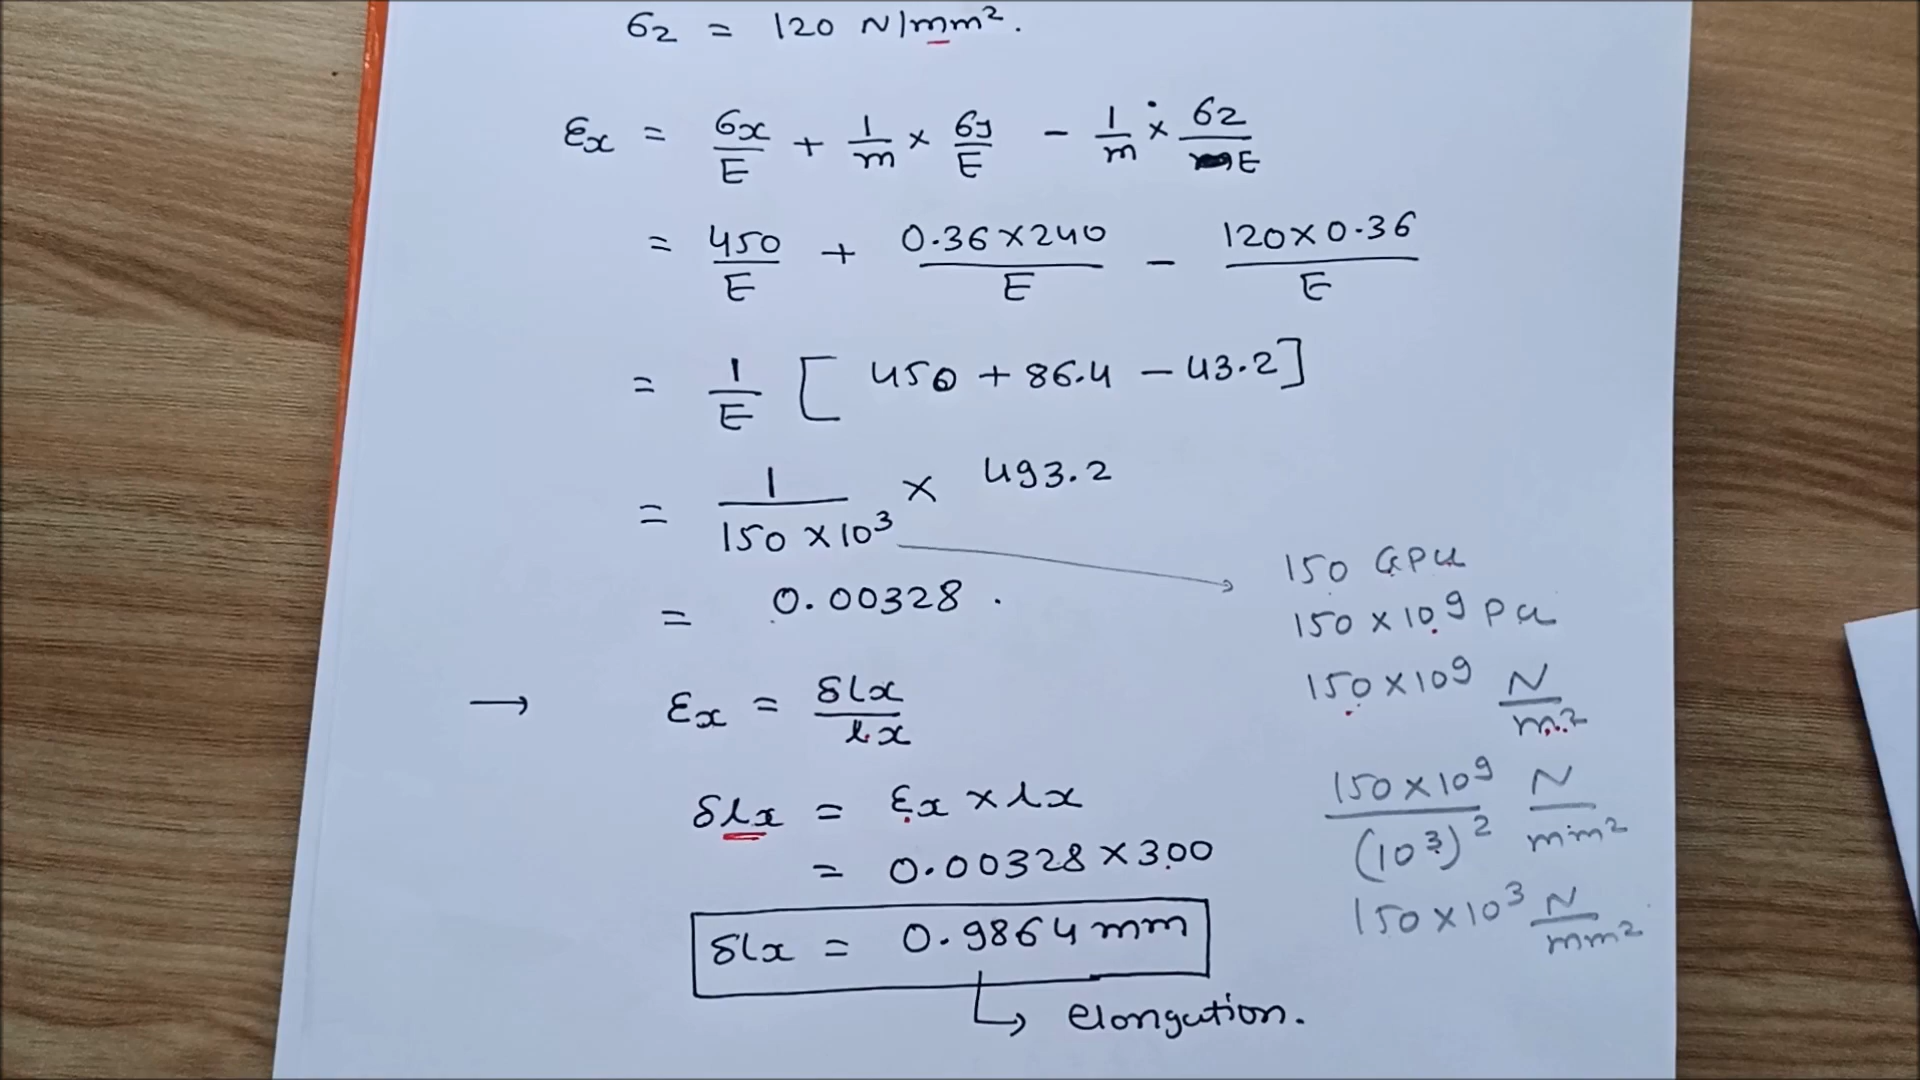 σz = 120 N/mm².
εx = σx/E + 1/m × σy/E - 1/m × σz/E
= 450/E + 0.36×240/E - 120×0.36/E
= 1/E [450 + 86.4 - 43.2]
= 1/150×10³ × 493.2
= 0.00328.
→ εx = δlx/lx
δlx = εx × lx
= 0.00328×300
δlx = 0.9864 mm
↳ elongation.
150 GPa
150×10⁹ Pa
150×10⁹ N/m²
150×10⁹/(10³)² N/mm²
150×10³ N/mm²